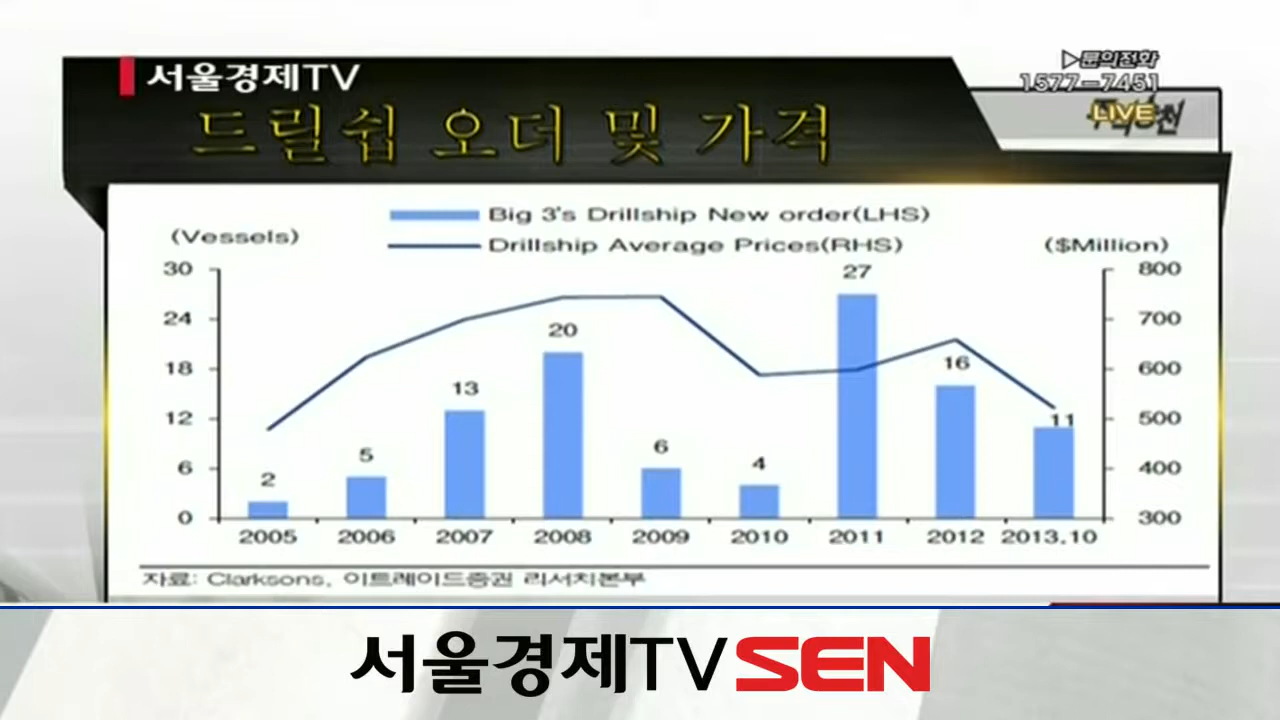 서울경제TV
▷문의전화
1577-7451
LIVE
드릴쉽 오더 및 가격
Big 3's Drillship New order(LHS)
(Vessels)
Drillship Average Prices(RHS)
($Million)
30 27 800
24 20 700
18 13 16 600
12 11 500
6 5 6 4 400
2
0 300
2005 2006 2007 2008 2009 2010 2011 2012 2013.10
자료: Clarksons, 이트레이드증권 리서치본부
서울경제TV SEN